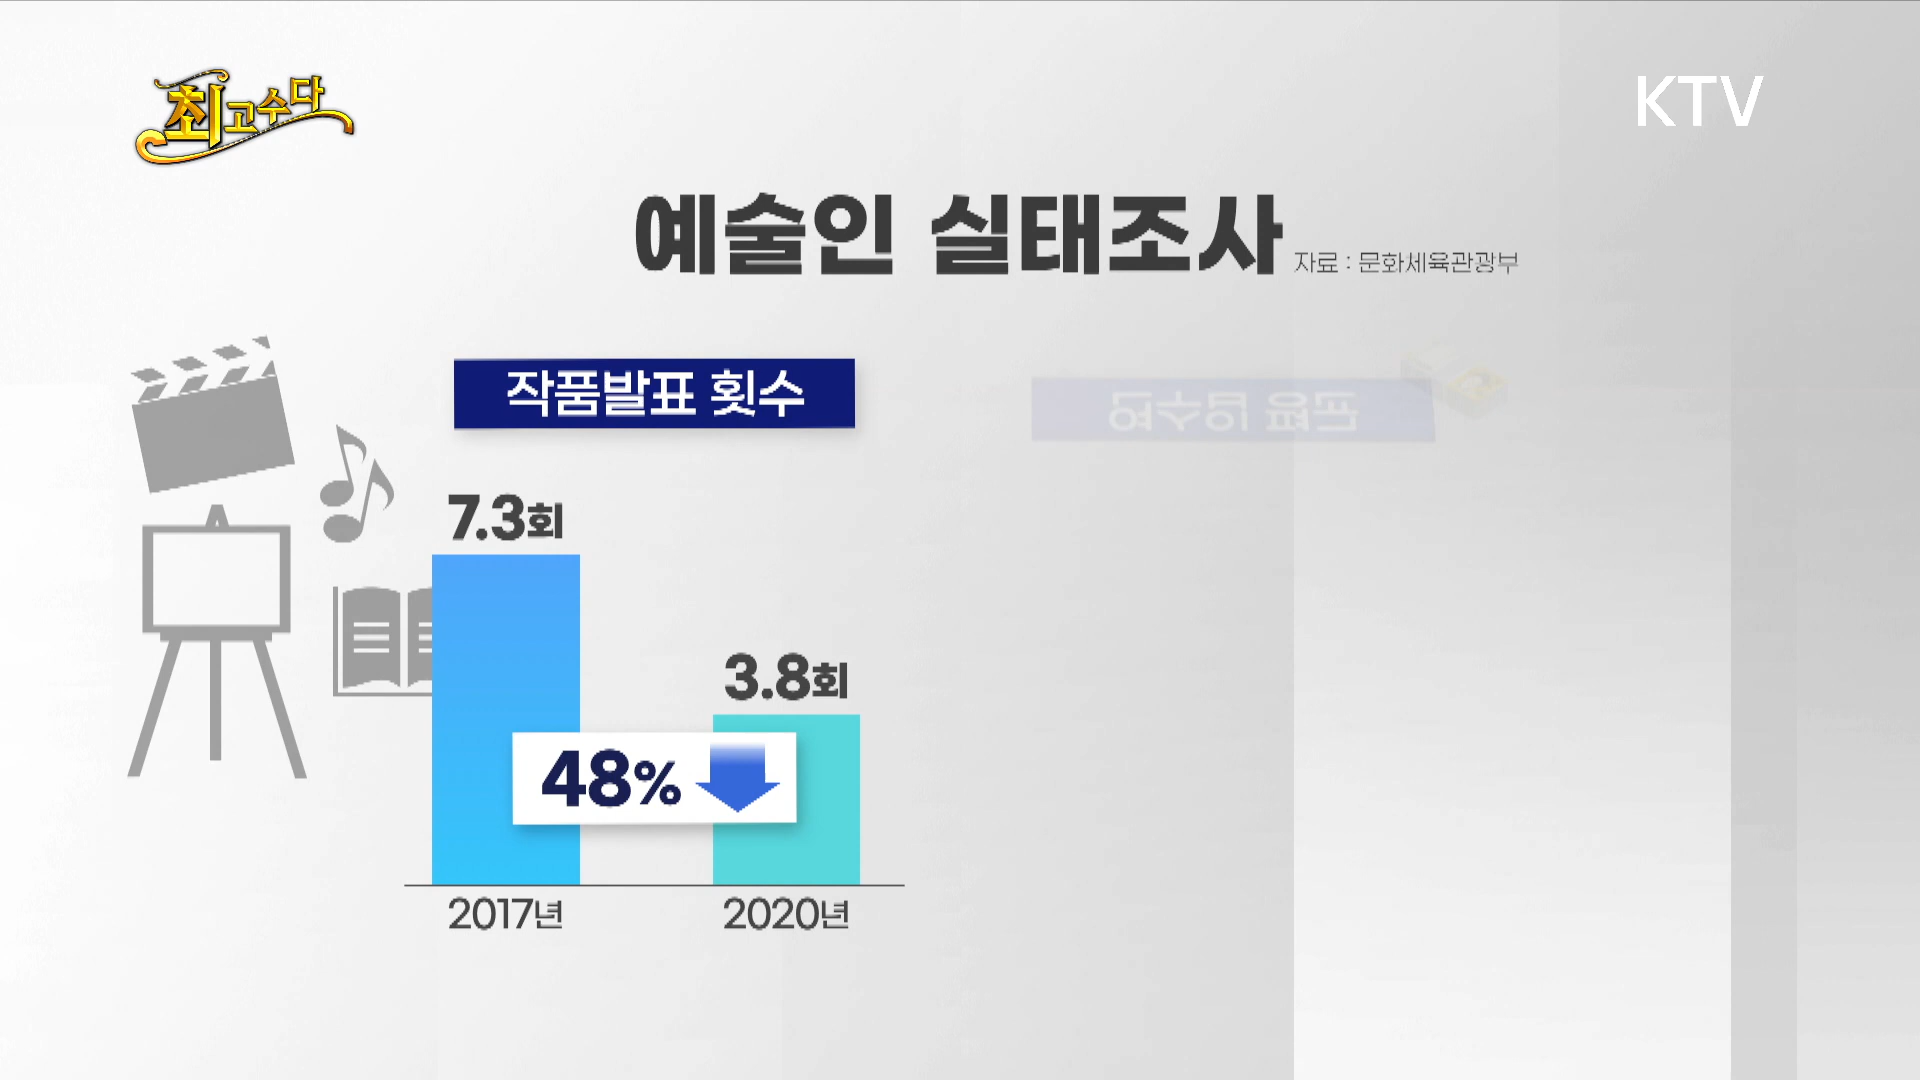 최고수다
KTV
예술인 실태조사
자료 : 문화체육관광부
작품발표 횟수
7.3회
3.8회
48%
2017년
2020년